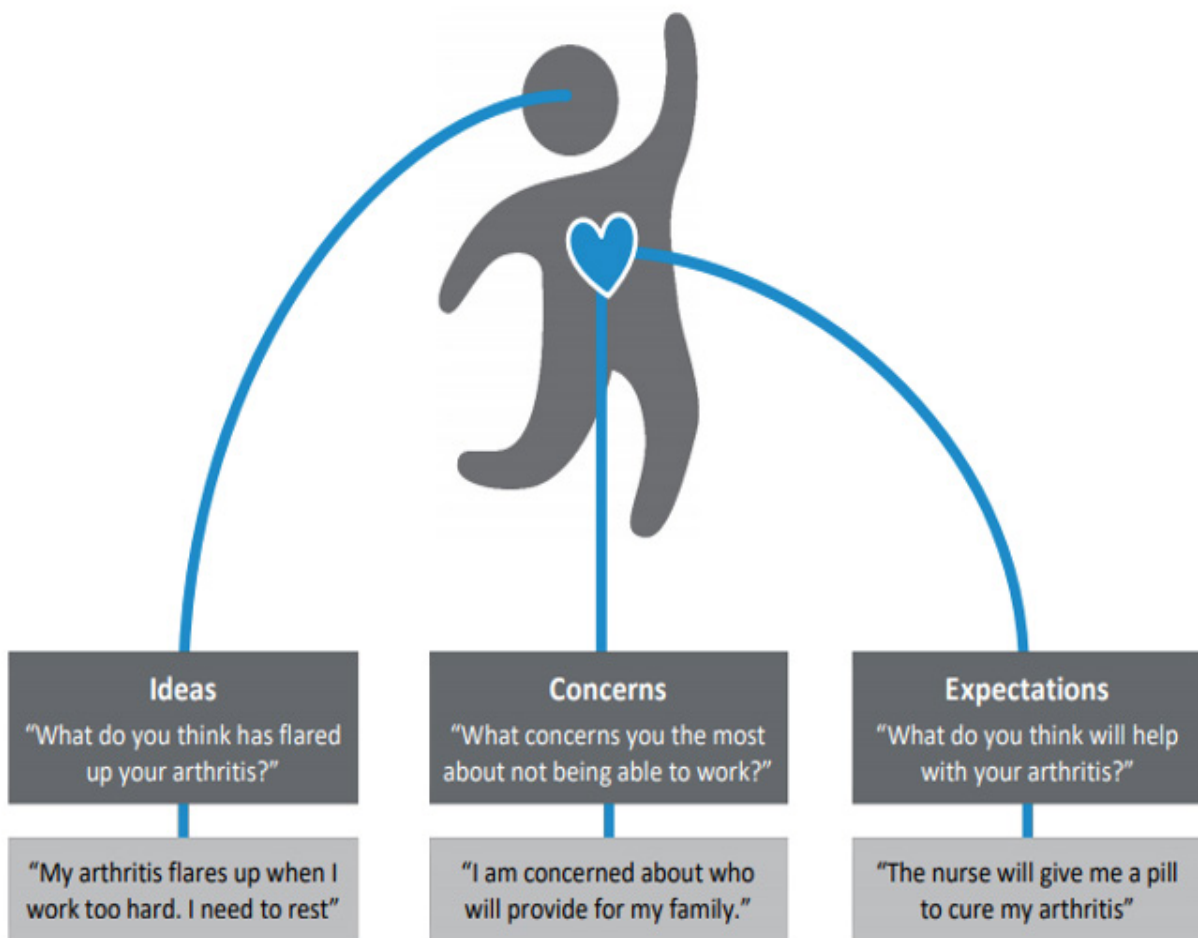 Ideas
“What do you think has flared
up your arthritis?”
“My arthritis flares up when I
work too hard. I need to rest”
Concerns
“What concerns you the most
about not being able to work?”
“I am concerned about who
will provide for my family.”
Expectations
“What do you think will help
with your arthritis?”
“The nurse will give me a pill
to cure my arthritis”